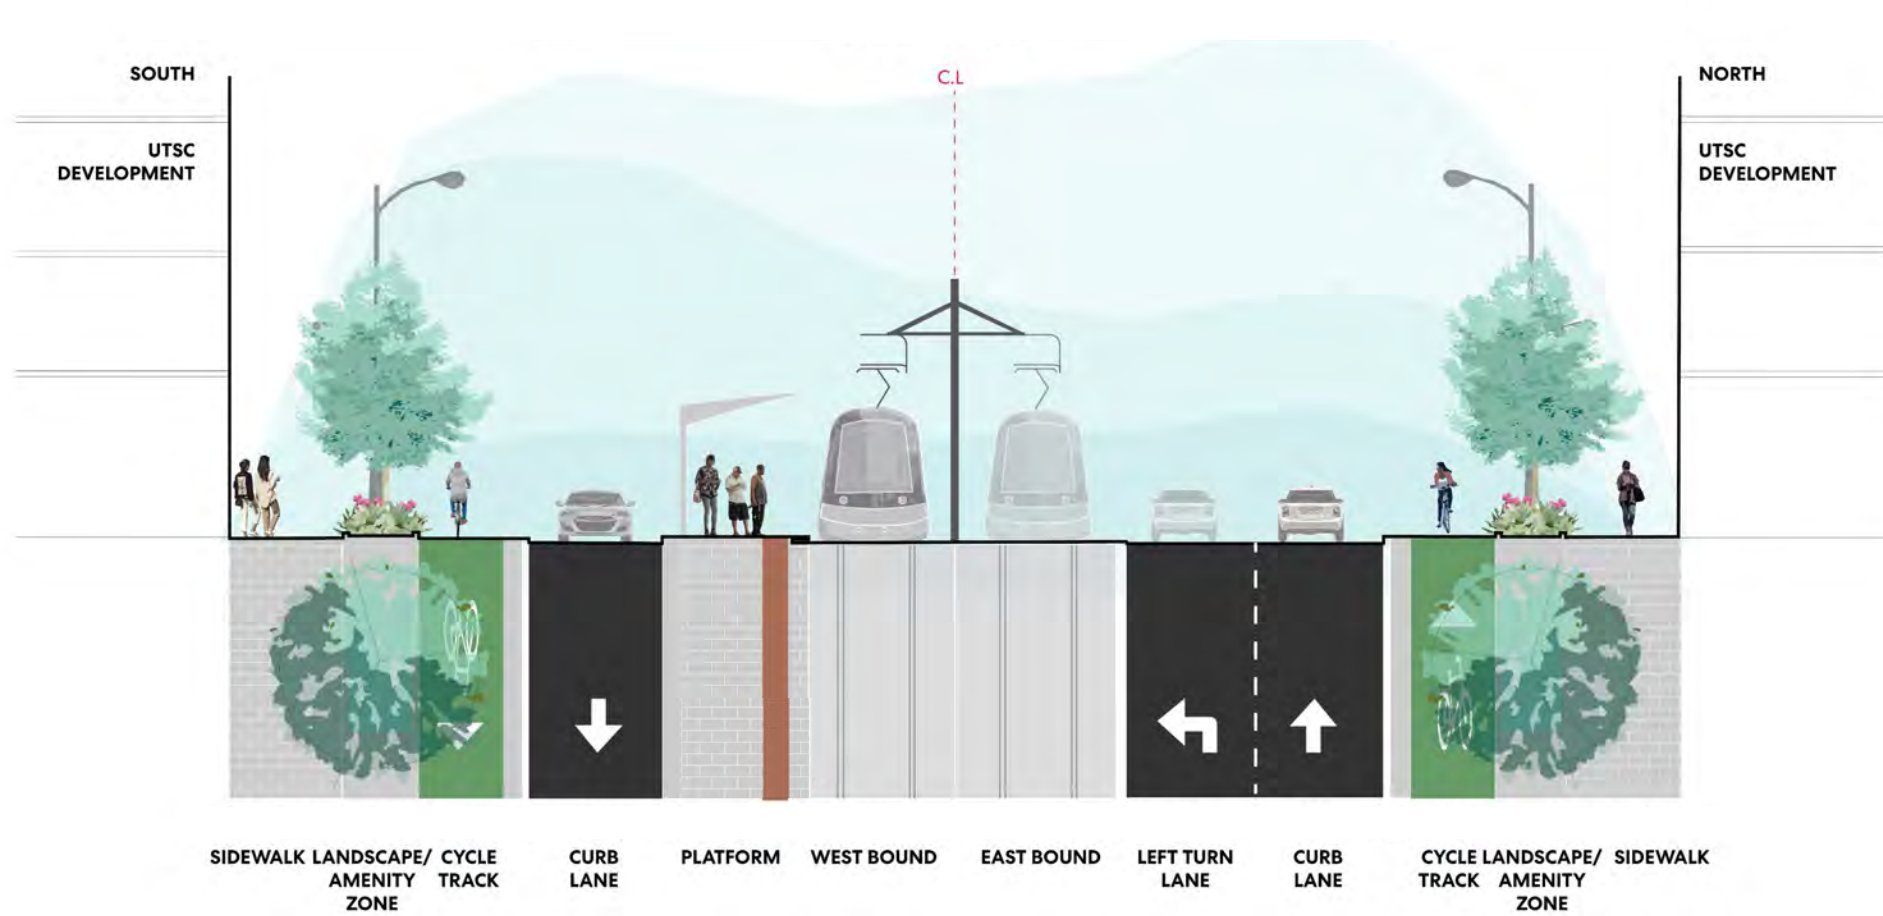 SOUTH
C.L
NORTH
UTSC
DEVELOPMENT
UTSC
DEVELOPMENT
SIDEWALK
LANDSCAPE/
AMENITY
ZONE
CYCLE
TRACK
CURB
LANE
PLATFORM
WEST BOUND
EAST BOUND
LEFT TURN
LANE
CURB
LANE
CYCLE
TRACK
LANDSCAPE/
AMENITY
ZONE
SIDEWALK